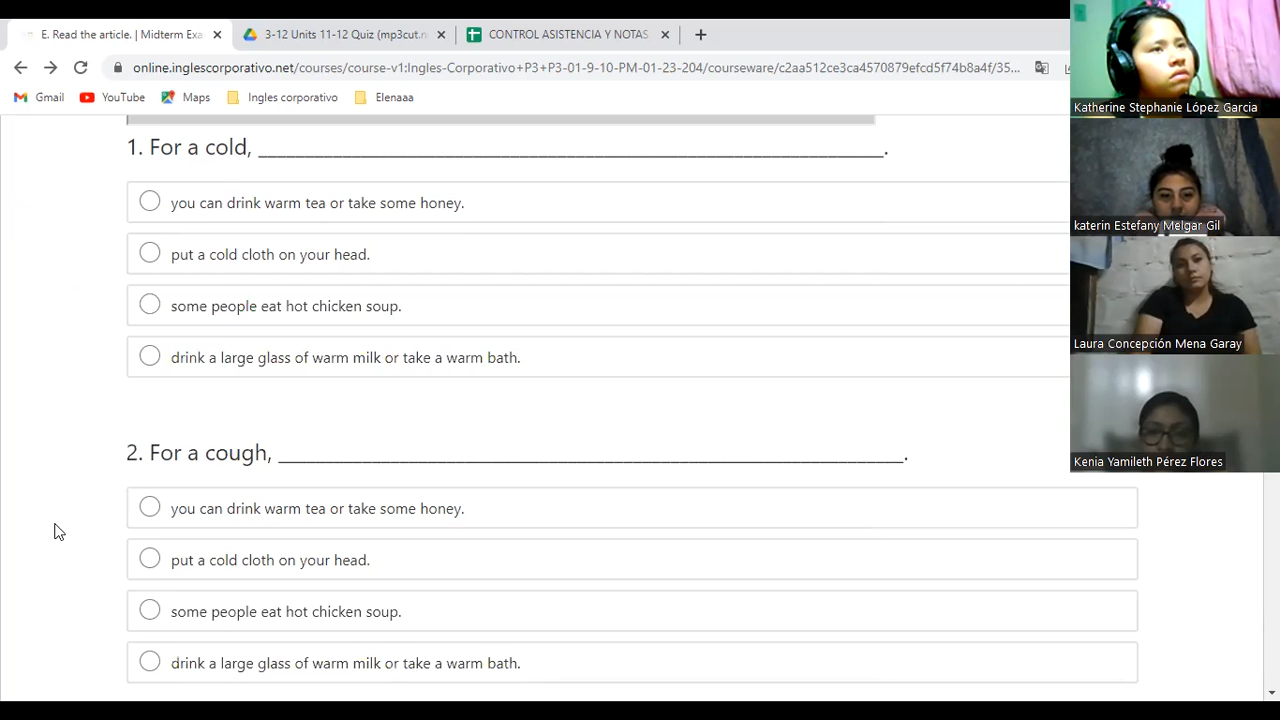 E. Read the article. | Midterm Exa
3-12 Units 11-12 Quiz (mp3cut.n
CONTROL ASISTENCIA Y NOTAS
online.inglescorporativo.net/courses/course-v1:Ingles-Corporativo+P3+P3-01-9-10-PM-01-23-204/courseware/c2aa512ce3ca4570879efcd5f74b8a4f/35...
Gmail YouTube Maps Ingles corporativo Elenaaa
1. For a cold, ______________________________________________.
you can drink warm tea or take some honey.
put a cold cloth on your head.
some people eat hot chicken soup.
drink a large glass of warm milk or take a warm bath.
2. For a cough, ______________________________________________.
you can drink warm tea or take some honey.
put a cold cloth on your head.
some people eat hot chicken soup.
drink a large glass of warm milk or take a warm bath.
Katherine Stephanie López Garcia
katerin Estefany Melgar Gil
Laura Concepción Mena Garay
Kenia Yamileth Pérez Flores